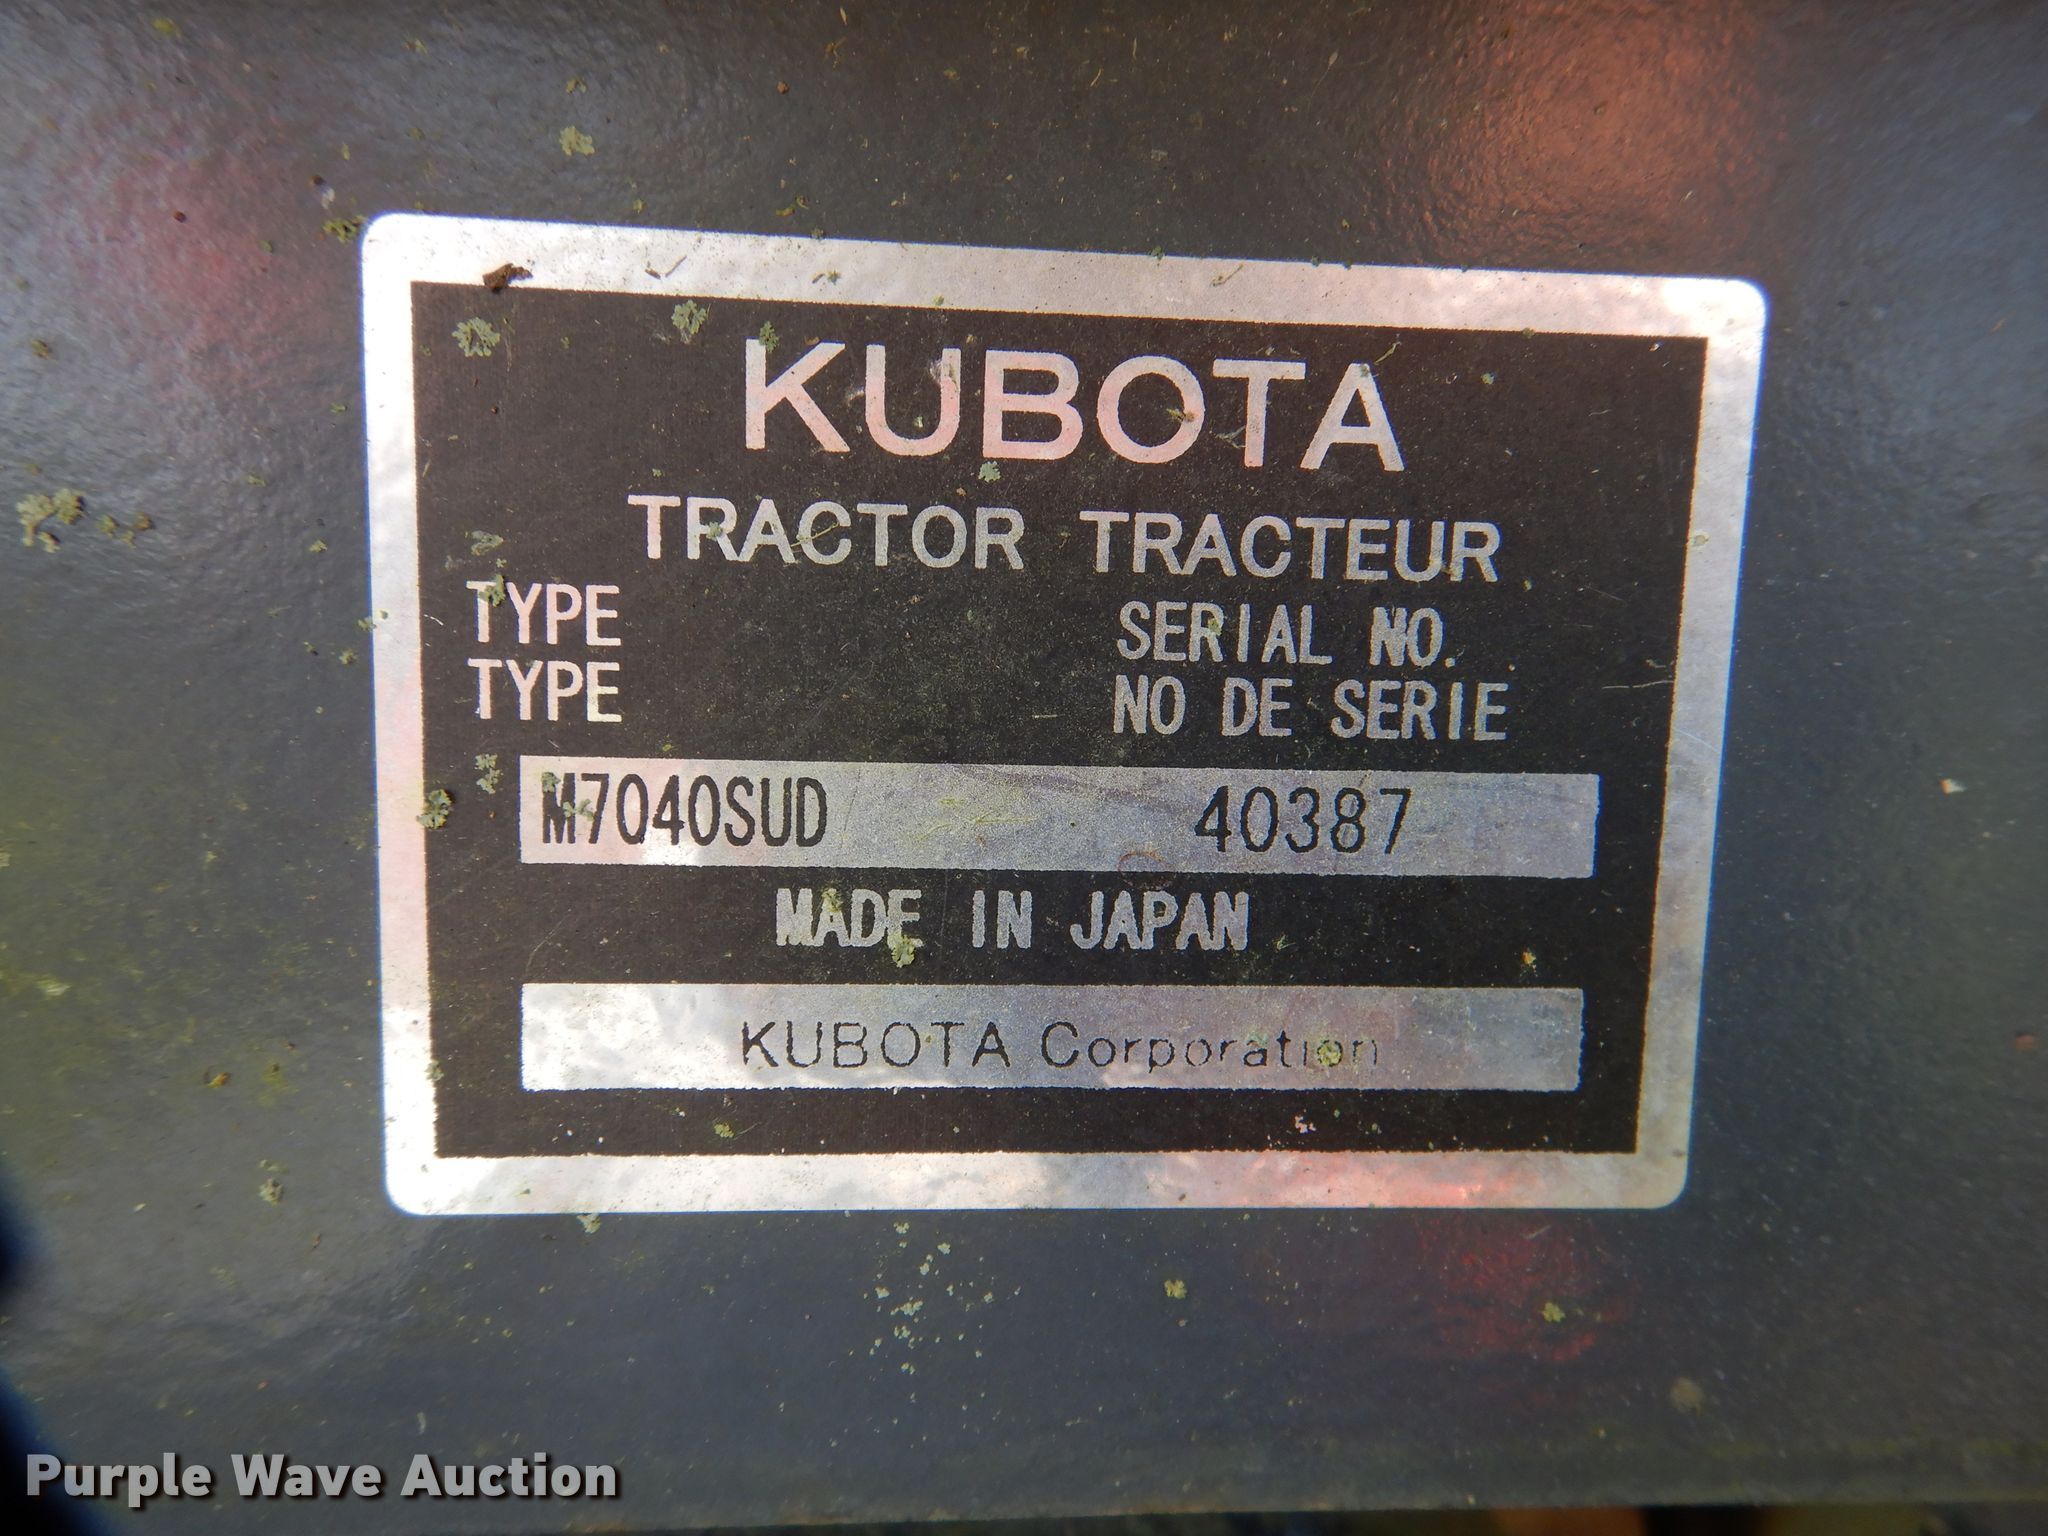 KUBOTA
TRACTOR TRACTEUR
TYPE SERIAL NO.
TYPE NO DE SERIE
M7040SUD 40387
MADE IN JAPAN
KUBOTA Corporation
Purple Wave Auction